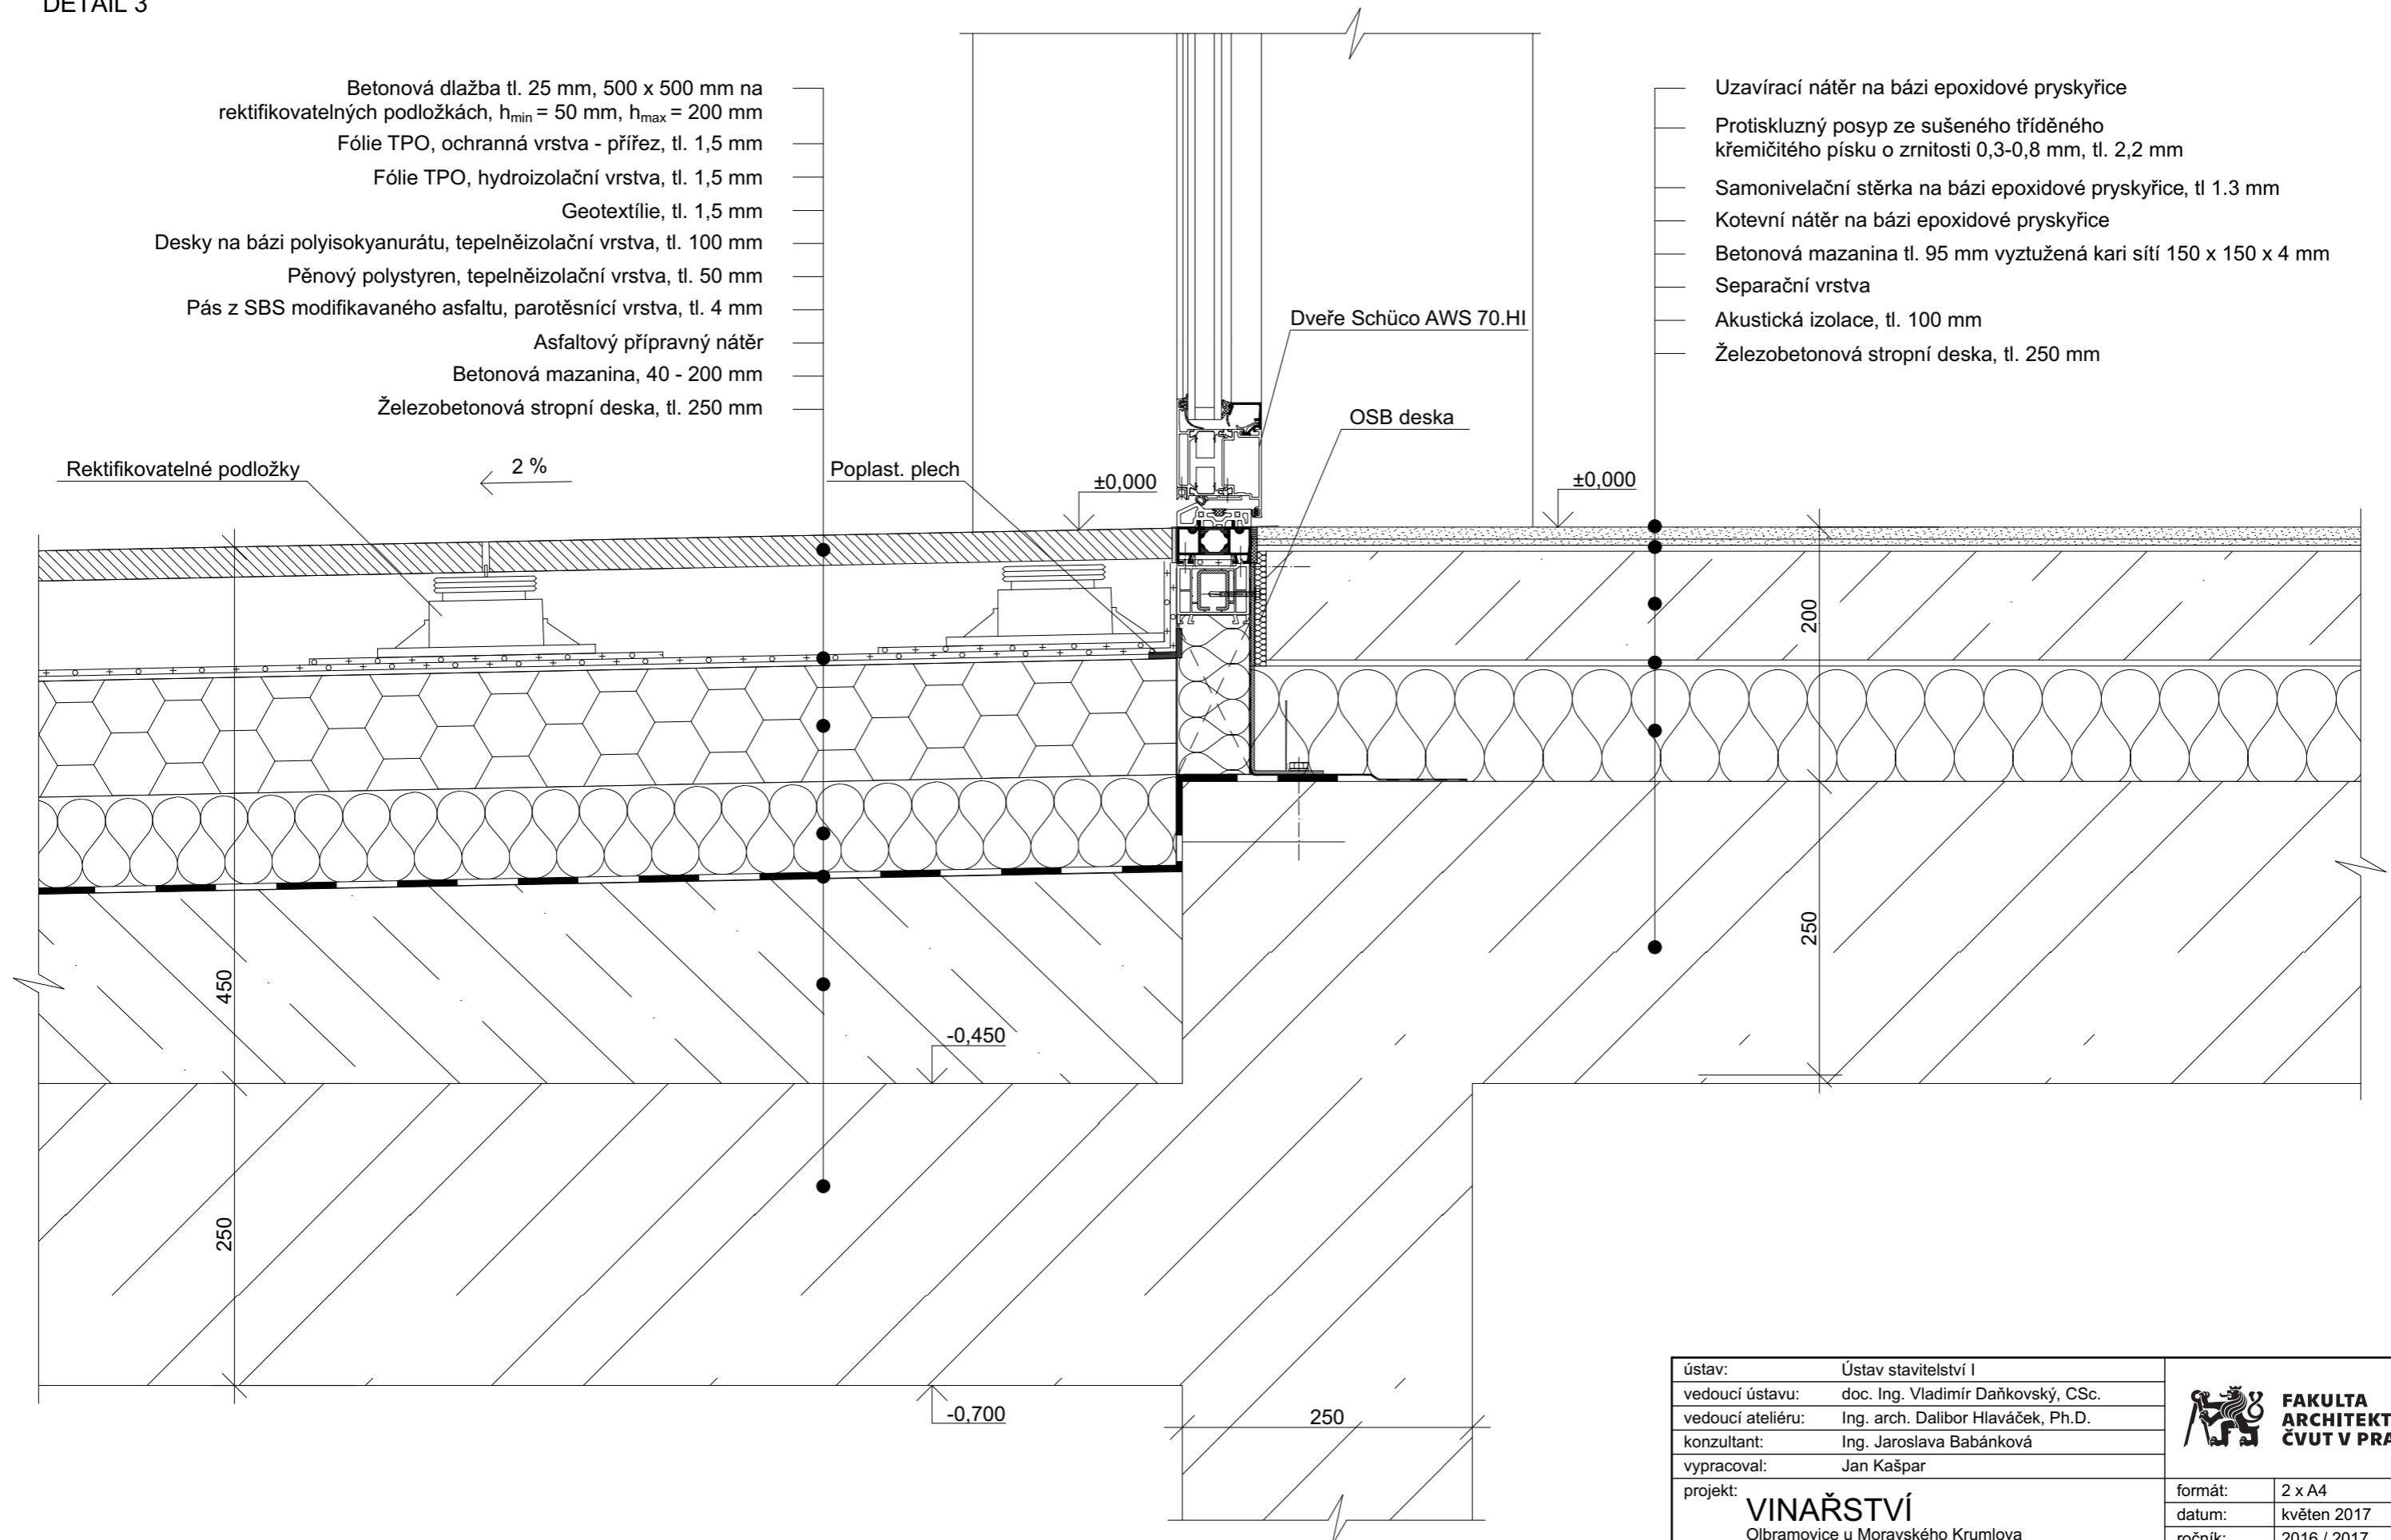 DETAIL 3
Betonová dlažba tl. 25 mm, 500 x 500 mm na
rektifikovatelných podložkách, hmin = 50 mm, hmax = 200 mm
Fólie TPO, ochranná vrstva - přířez, tl. 1,5 mm
Fólie TPO, hydroizolační vrstva, tl. 1,5 mm
Geotextílie, tl. 1,5 mm
Desky na bázi polyisokyanurátu, tepelněizolační vrstva, tl. 100 mm
Pěnový polystyren, tepelněizolační vrstva, tl. 50 mm
Pás z SBS modifikavaného asfaltu, parotěsnící vrstva, tl. 4 mm
Asfaltový přípravný nátěr
Betonová mazanina, 40 - 200 mm
Železobetonová stropní deska, tl. 250 mm
Uzavírací nátěr na bázi epoxidové pryskyřice
Protiskluzný posyp ze sušeného tříděného
křemičitého písku o zrnitosti 0,3-0,8 mm, tl. 2,2 mm
Samonivelační stěrka na bázi epoxidové pryskyřice, tl 1.3 mm
Kotevní nátěr na bázi epoxidové pryskyřice
Betonová mazanina tl. 95 mm vyztužená kari sítí 150 x 150 x 4 mm
Separační vrstva
Akustická izolace, tl. 100 mm
Železobetonová stropní deska, tl. 250 mm
Dveře Schüco AWS 70.HI
OSB deska
Rektifikovatelné podložky
2 %
Poplast. plech
±0,000
±0,000
200
450
250
-0,450
250
-0,700
250
ústav: Ústav stavitelství I
vedoucí ústavu: doc. Ing. Vladimír Daňkovský, CSc.
vedoucí ateliéru: Ing. arch. Dalibor Hlaváček, Ph.D.
konzultant: Ing. Jaroslava Babánková
vypracoval: Jan Kašpar
FAKULTA
ARCHITEKT
ČVUT V PRA
projekt: VINAŘSTVÍ
Olbramovice u Moravského Krumlova
formát: 2 x A4
datum: květen 2017
ročník: 2016 / 2017